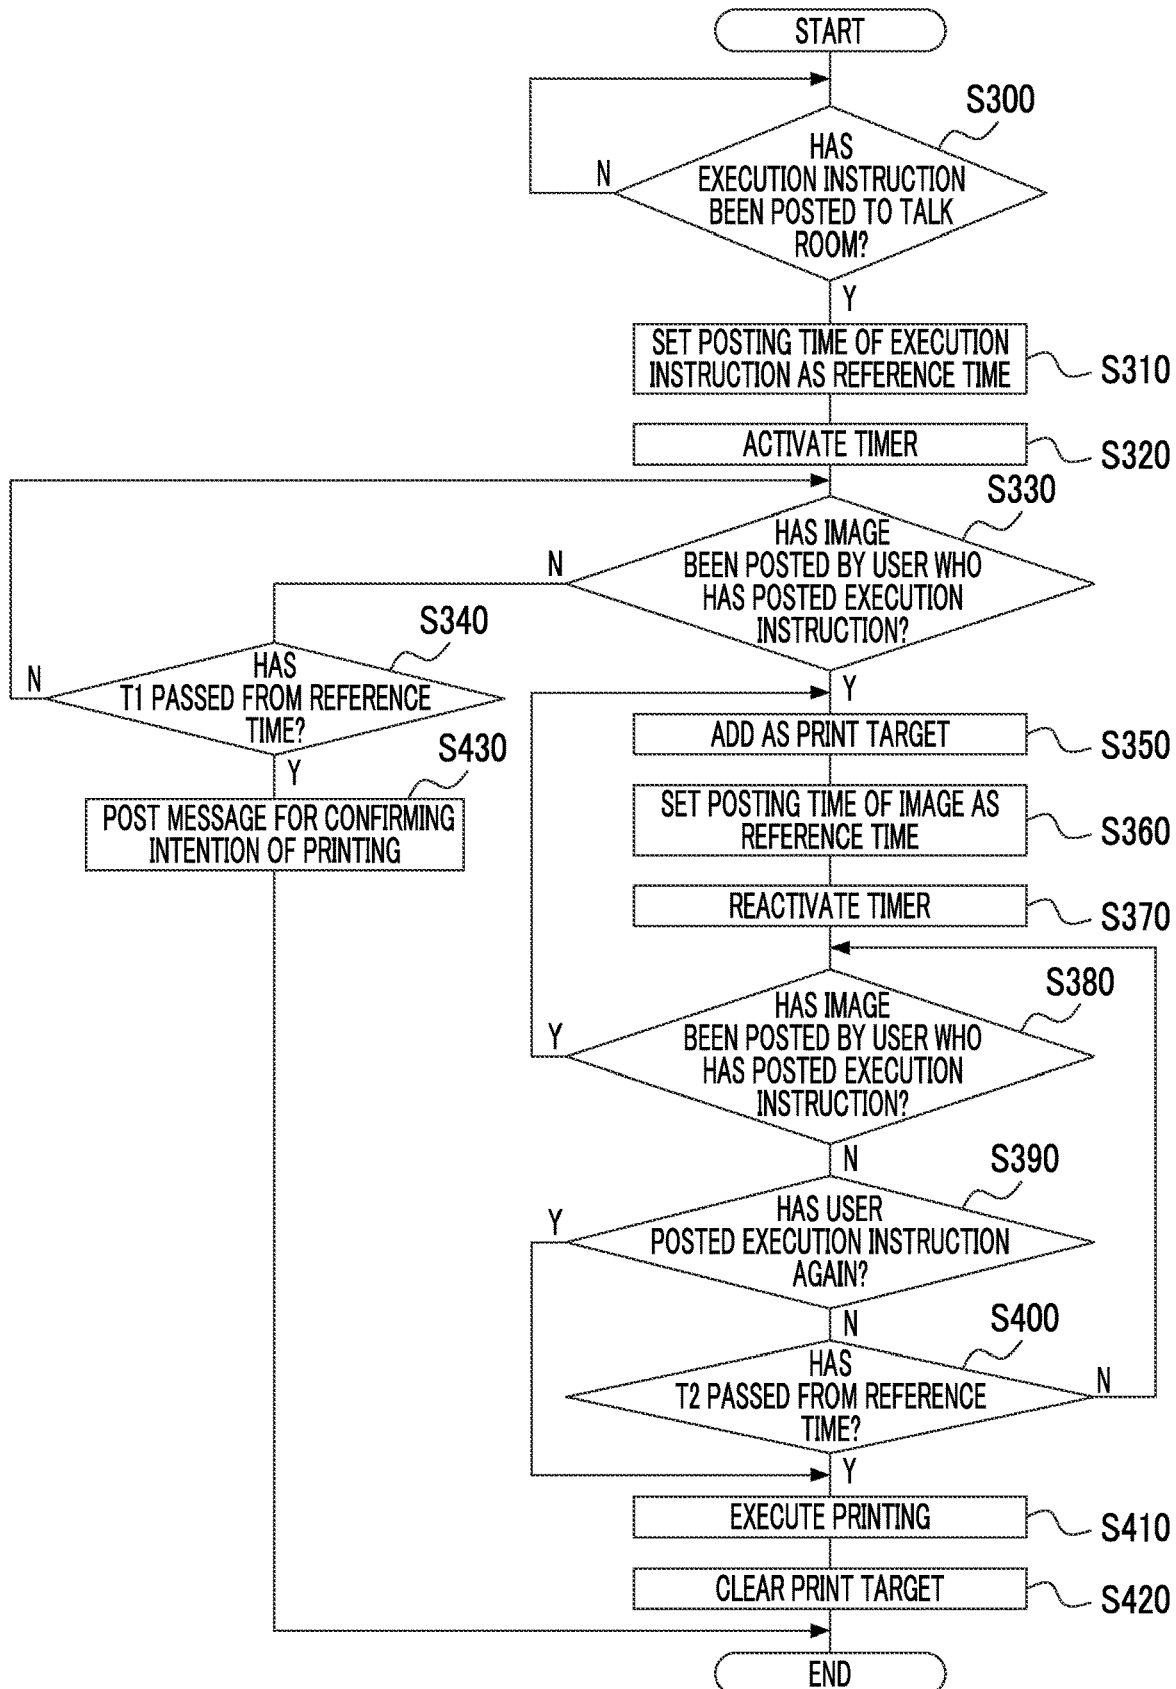 START
S300
HAS
EXECUTION INSTRUCTION
BEEN POSTED TO TALK
ROOM?
N
Y
SET POSTING TIME OF EXECUTION
INSTRUCTION AS REFERENCE TIME
S310
ACTIVATE TIMER
S320
S330
HAS IMAGE
BEEN POSTED BY USER WHO
HAS POSTED EXECUTION
INSTRUCTION?
N
Y
S340
HAS
T1 PASSED FROM REFERENCE
TIME?
N
Y
S430
POST MESSAGE FOR CONFIRMING
INTENTION OF PRINTING
ADD AS PRINT TARGET
S350
SET POSTING TIME OF IMAGE AS
REFERENCE TIME
S360
REACTIVATE TIMER
S370
S380
HAS IMAGE
BEEN POSTED BY USER WHO
HAS POSTED EXECUTION
INSTRUCTION?
Y
N
S390
HAS USER
POSTED EXECUTION INSTRUCTION
AGAIN?
Y
N
S400
HAS
T2 PASSED FROM REFERENCE
TIME?
N
Y
EXECUTE PRINTING
S410
CLEAR PRINT TARGET
S420
END